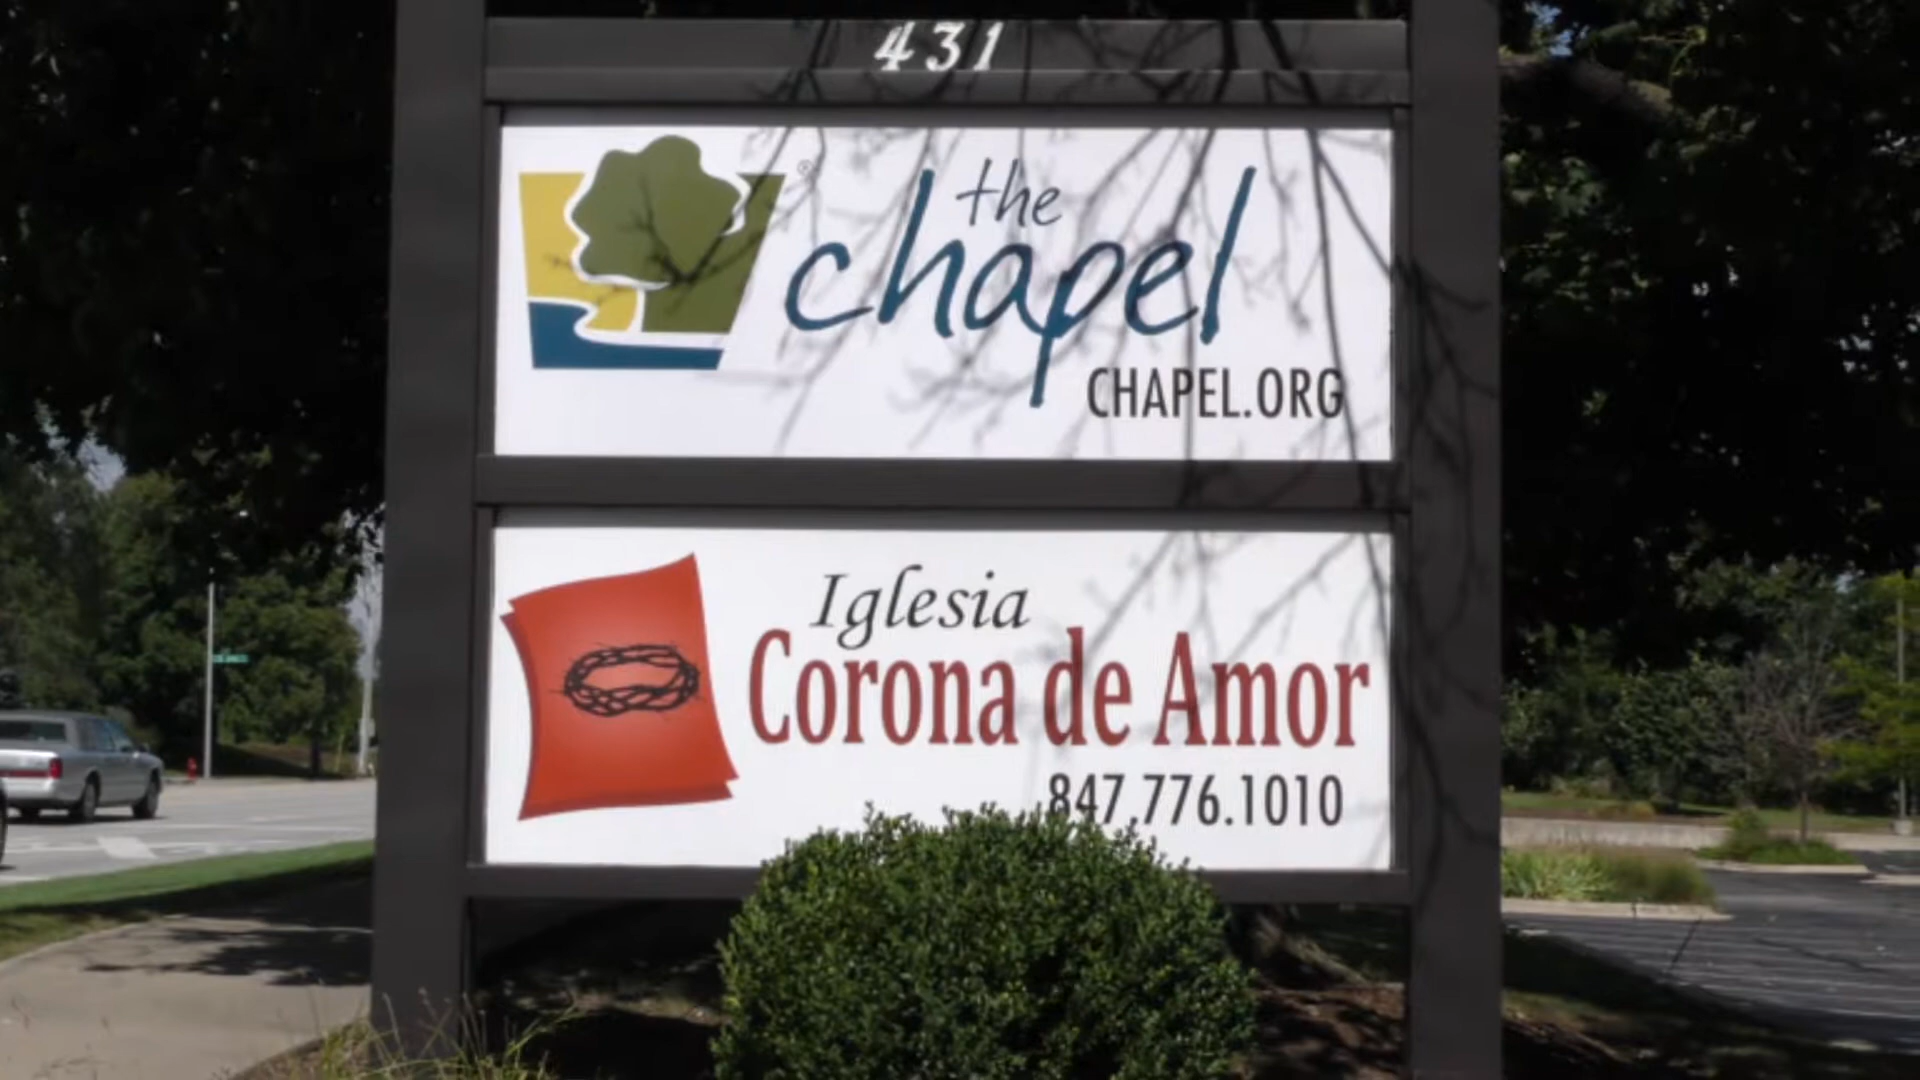 431
®
the
chapel
CHAPEL.ORG
Iglesia
Corona de Amor
847.776.1010